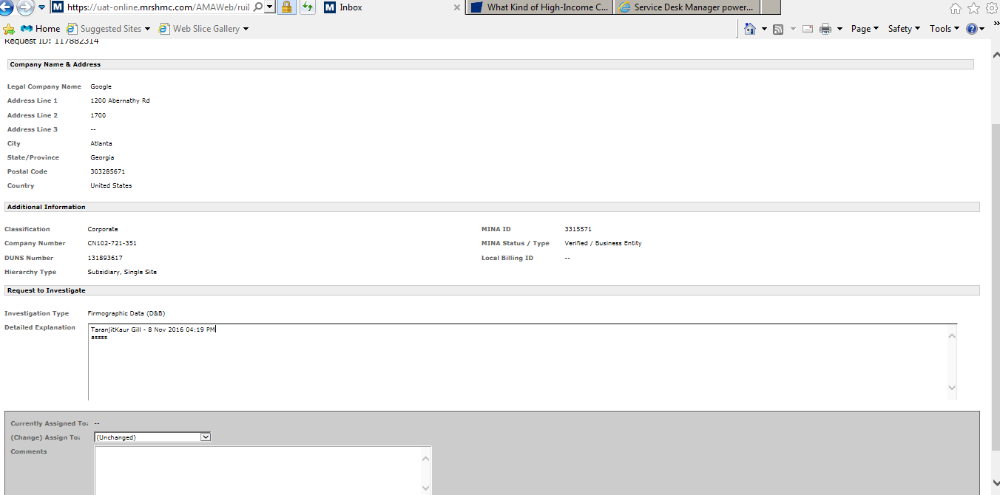 https://uat-online.mrshmc.com/AMAWeb/ruil
Inbox
What Kind of High-Income C...
Service Desk Manager power...
Home
Suggested Sites
Web Slice Gallery
Page
Safety
Tools
Request ID: 117882314
Company Name & Address
Legal Company Name Google
Address Line 1 1200 Abernathy Rd
Address Line 2 1700
Address Line 3 --
City Atlanta
State/Province Georgia
Postal Code 303285671
Country United States
Additional Information
Classification Corporate MINA ID 3315571
Company Number CN102-721-351 MINA Status / Type Verified / Business Entity
DUNS Number 131893617 Local Billing ID --
Hierarchy Type Subsidiary, Single Site
Request to Investigate
Investigation Type Firmographic Data (D&B)
Detailed Explanation TaranjitKaur Gill - 8 Nov 2016 04:19 PM
assss
Currently Assigned To: --
(Change) Assign To: (Unchanged)
Comments